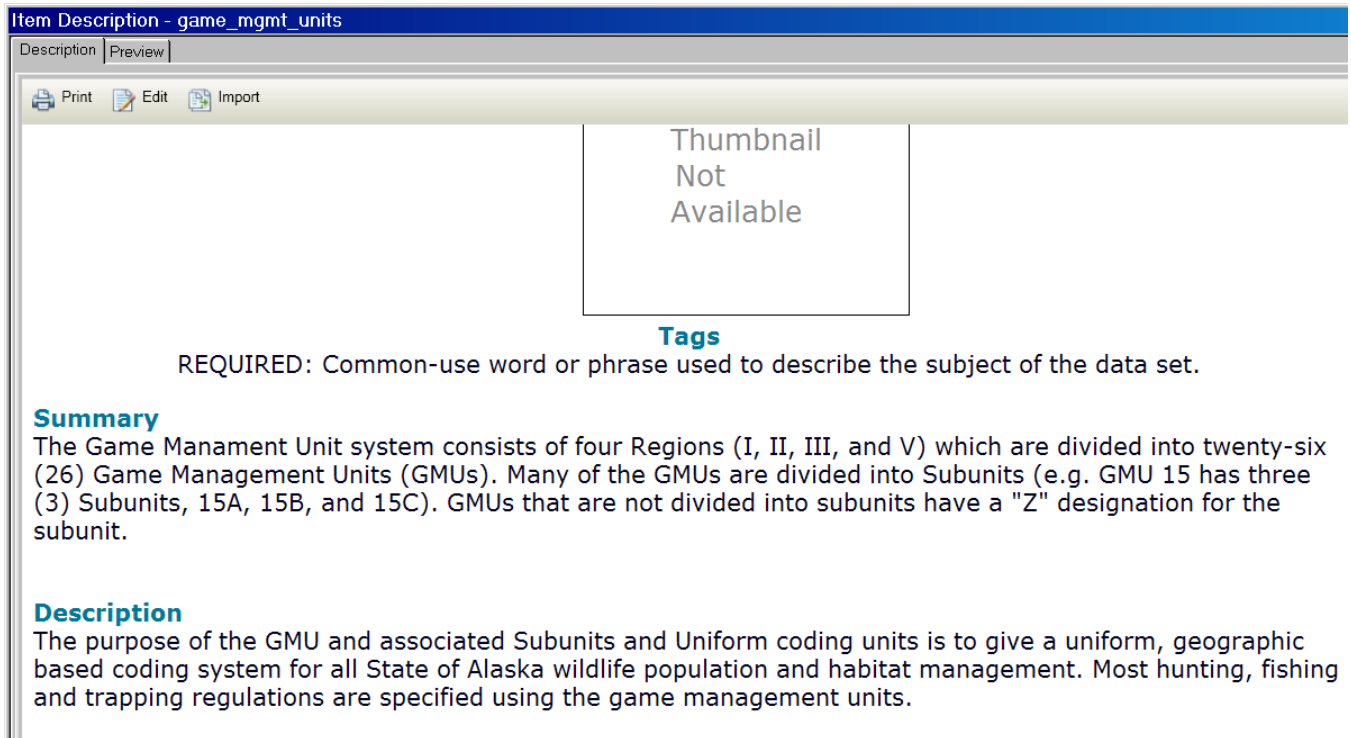 Item Description - game_mgmt_units
Description Preview
Print Edit Import
Thumbnail
Not
Available
Tags
REQUIRED: Common-use word or phrase used to describe the subject of the data set.
Summary
The Game Manament Unit system consists of four Regions (I, II, III, and V) which are divided into twenty-six
(26) Game Management Units (GMUs). Many of the GMUs are divided into Subunits (e.g. GMU 15 has three
(3) Subunits, 15A, 15B, and 15C). GMUs that are not divided into subunits have a "Z" designation for the
subunit.
Description
The purpose of the GMU and associated Subunits and Uniform coding units is to give a uniform, geographic
based coding system for all State of Alaska wildlife population and habitat management. Most hunting, fishing
and trapping regulations are specified using the game management units.